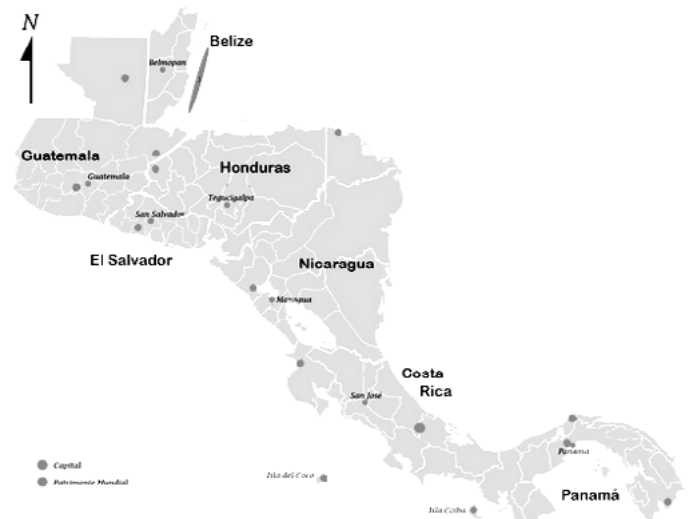 N
Belize
Belmopan
Guatemala
Guatemala
Honduras
Tegucigalpa
San Salvador
El Salvador
Nicaragua
Managua
Costa
Rica
San José
Capital
Patrimonio Mundial
Isla del Coco
Panama
Panamá
Isla Coiba